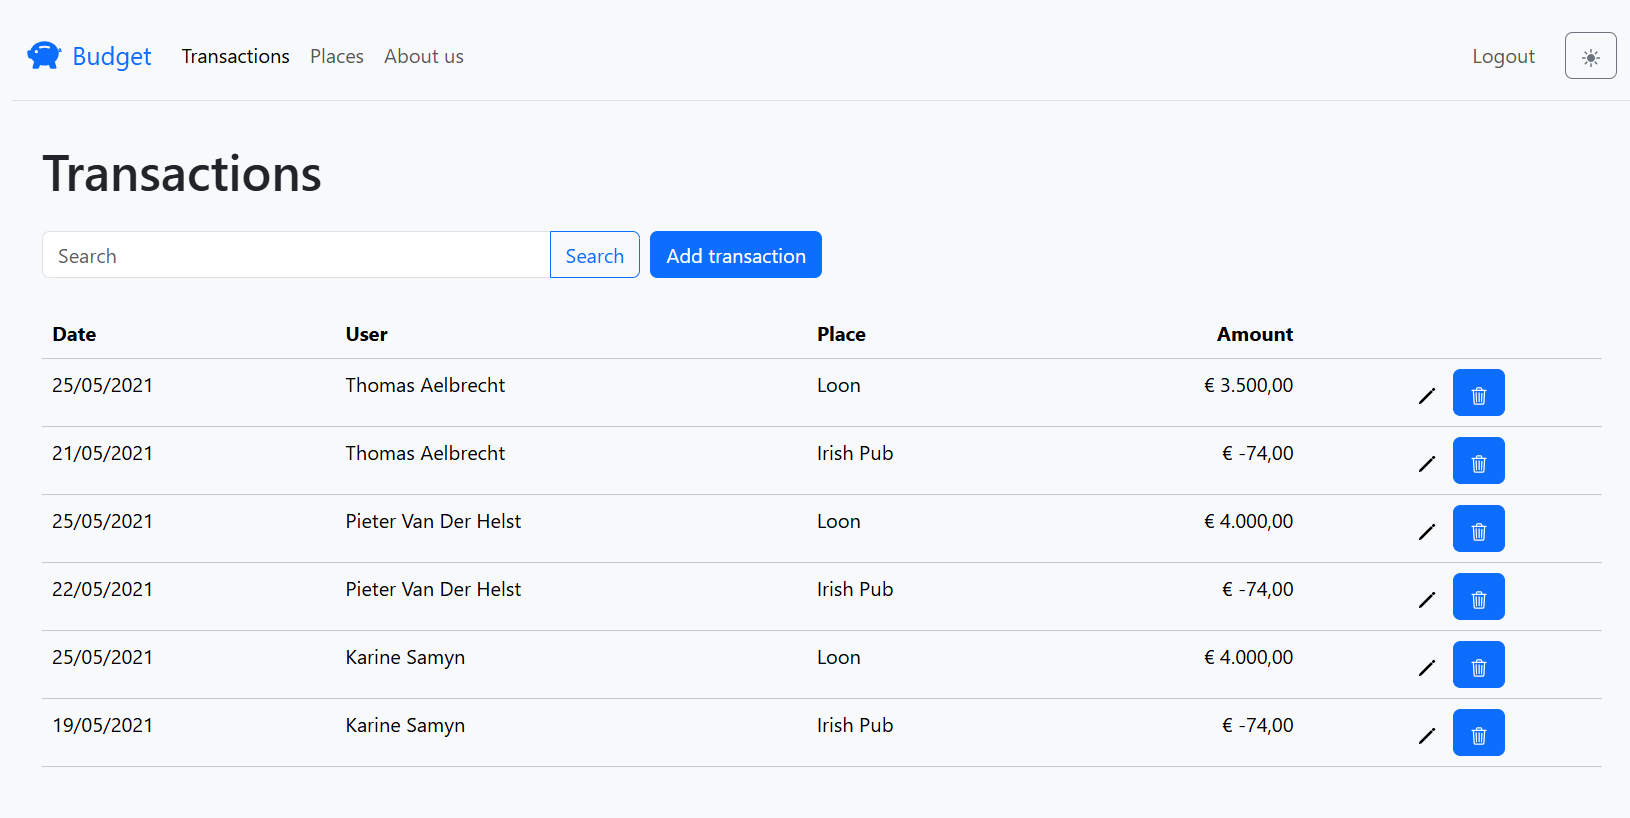 Budget Transactions Places About us Logout
Transactions
Search Search Add transaction
Date User Place Amount
25/05/2021 Thomas Aelbrecht Loon € 3.500,00
21/05/2021 Thomas Aelbrecht Irish Pub € -74,00
25/05/2021 Pieter Van Der Helst Loon € 4.000,00
22/05/2021 Pieter Van Der Helst Irish Pub € -74,00
25/05/2021 Karine Samyn Loon € 4.000,00
19/05/2021 Karine Samyn Irish Pub € -74,00